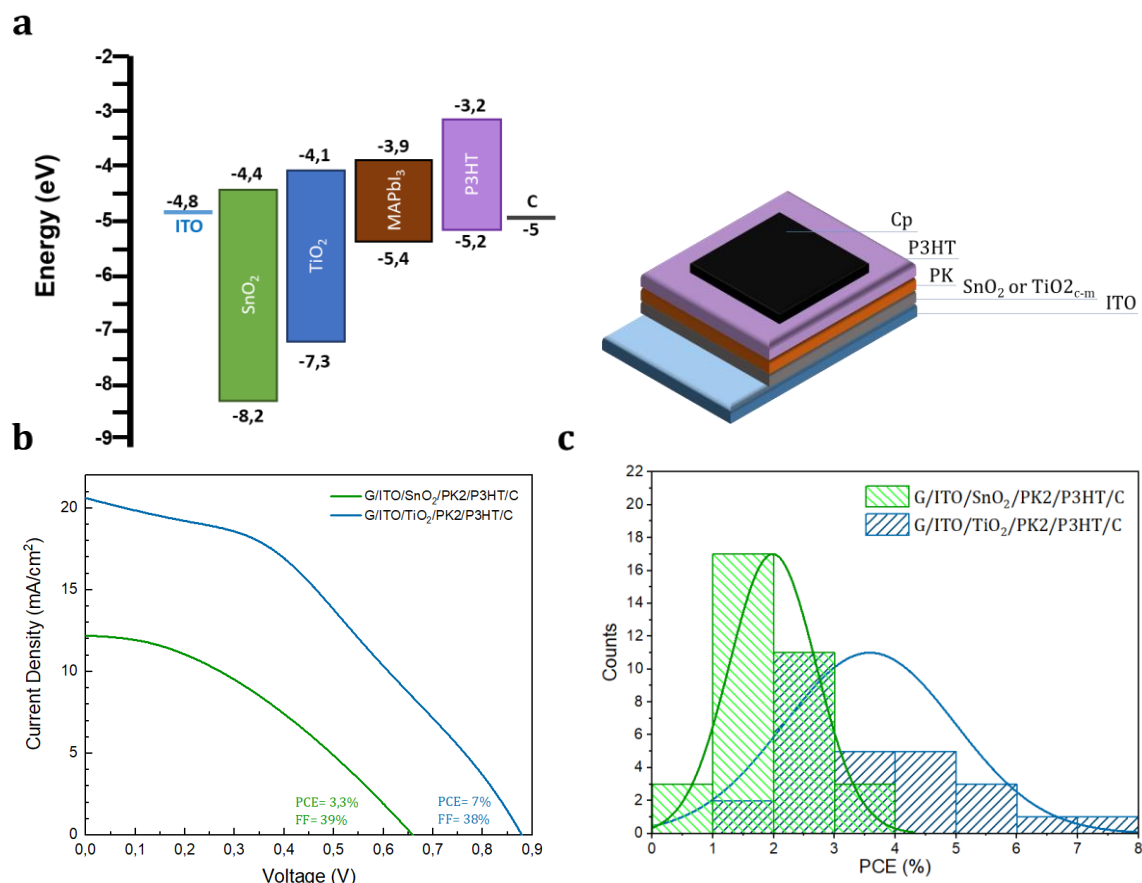 a
Energy (eV)
-2
-3
-4
-5
-6
-7
-8
-9
-4,8
ITO
-4,4
SnO₂
-8,2
-4,1
TiO₂
-7,3
-3,9
MAPbI₃
-5,4
-3,2
P3HT
-5,2
C
-5
Cp
P3HT
PK
SnO₂ or TiO2c-m
ITO
b
Current Density (mA/cm²)
20
15
10
5
0
G/ITO/SnO₂/PK2/P3HT/C
G/ITO/TiO₂/PK2/P3HT/C
PCE= 3,3%
FF= 39%
PCE= 7%
FF= 38%
0,0 0,1 0,2 0,3 0,4 0,5 0,6 0,7 0,8 0,9
Voltage (V)
c
Counts
22
20
18
16
14
12
10
8
6
4
2
0
G/ITO/SnO₂/PK2/P3HT/C
G/ITO/TiO₂/PK2/P3HT/C
0 1 2 3 4 5 6 7 8
PCE (%)